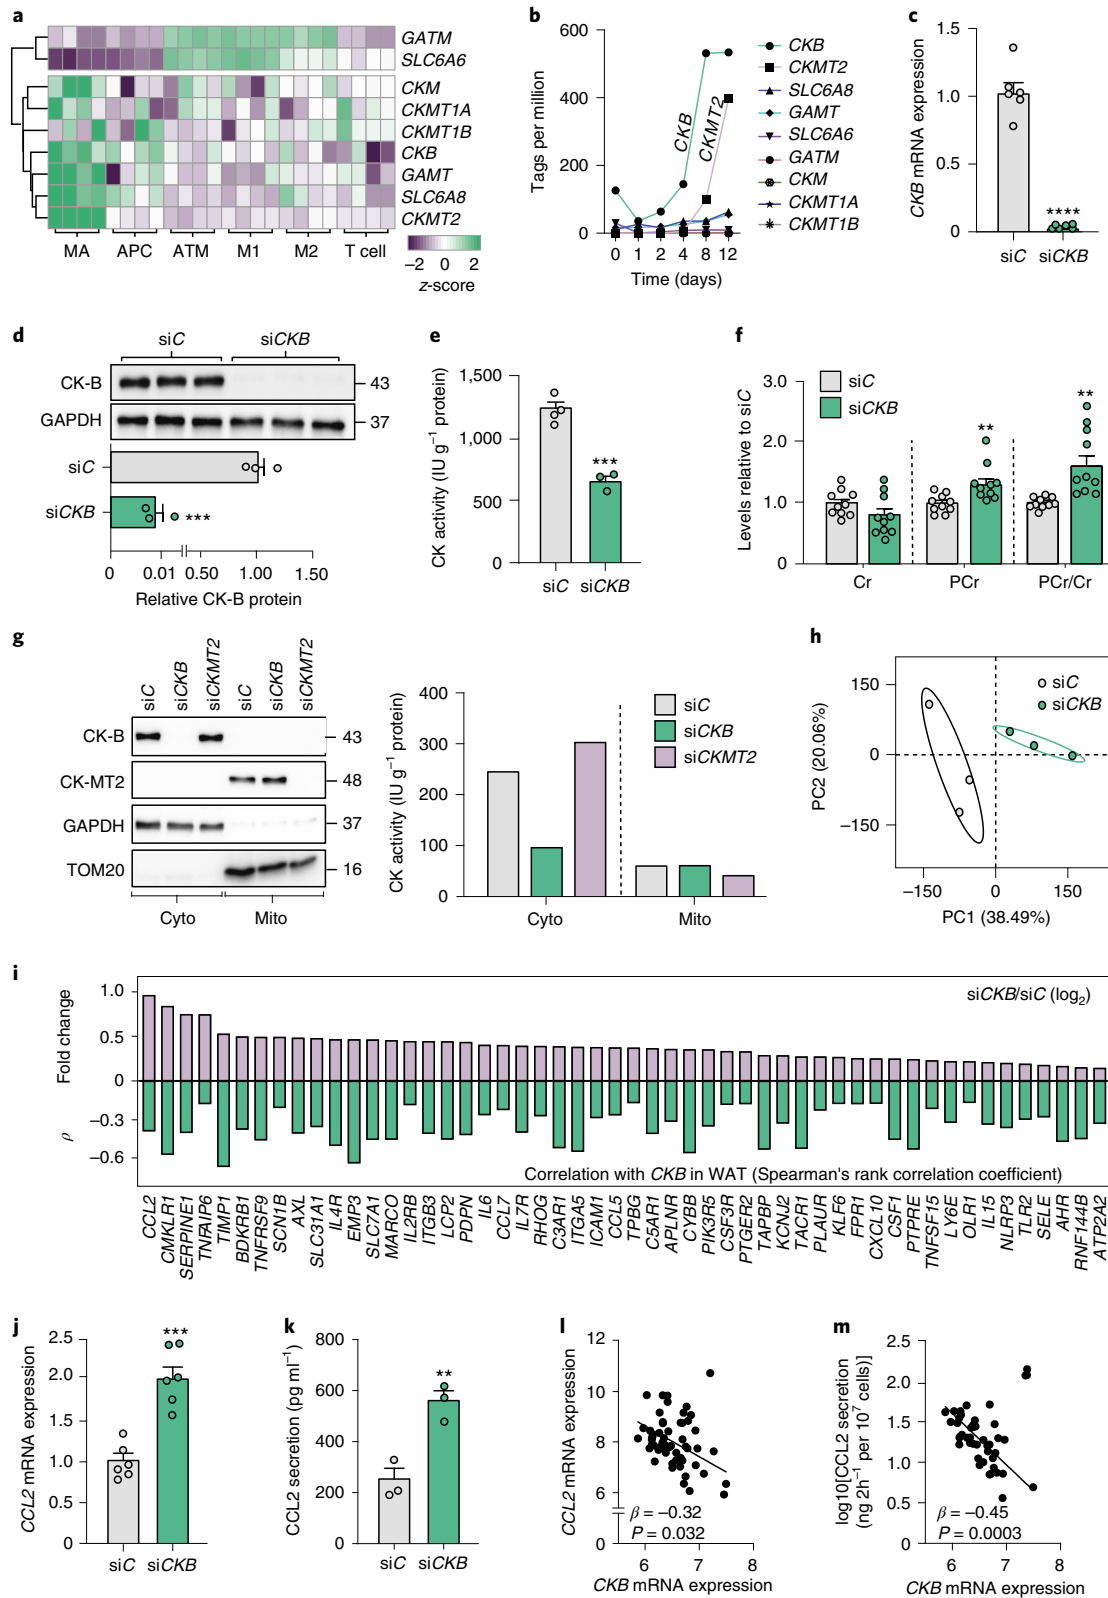 a
GATM
SLC6A6
CKM
CKMT1A
CKMT1B
CKB
GAMT
SLC6A8
CKMT2
MA APC ATM M1 M2 T cell
−2 0 2
z-score
b
600
400
200
0
Tags per million
0 1 2 4 8 12
Time (days)
CKB
CKMT2
CKB
CKMT2
SLC6A8
GAMT
SLC6A6
GATM
CKM
CKMT1A
CKMT1B
c
1.5
1.0
0.5
0
CKB mRNA expression
****
siC siCKB
d
siC siCKB
CK-B 43
GAPDH 37
siC
siCKB
***
0 0.01 0.50 1.00 1.50
Relative CK-B protein
e
1,500
1,000
500
0
CK activity (IU g−1 protein)
***
siC siCKB
f
3.0
2.0
1.0
0
Levels relative to siC
siC
siCKB
** **
Cr PCr PCr/Cr
g
siC siCKB siCKMT2 siC siCKB siCKMT2
CK-B 43
CK-MT2 48
GAPDH 37
TOM20 16
Cyto Mito
400
300
200
100
0
CK activity (IU g−1 protein)
siC
siCKB
siCKMT2
Cyto Mito
h
150
0
−150
PC2 (20.06%)
siC
siCKB
−150 0 150
PC1 (38.49%)
i
1.0
0.5
0
−0.3
−0.6
Fold change
ρ
siCKB/siC (log2)
Correlation with CKB in WAT (Spearman's rank correlation coefficient)
CCL2 CMKLR1 SERPINE1 TNFAIP6 TIMP1 BDKRB1 TNFRSF9 SCN1B AXL SLC31A1 IL4R EMP3 SLC7A1 MARCO IL2RB ITGB3 LCP2 PDPN IL6 CCL7 IL7R RHOG C3AR1 ITGA5 ICAM1 CCL5 TPBG C5AR1 APLNR CYBB PIK3R5 CSF3R PTGER2 TAPBP KCNJ2 TACR1 PLAUR KLF6 FPR1 CXCL10 CSF1 PTPRE TNFSF15 LY6E OLR1 IL15 NLRP3 TLR2 SELE AHR RNF144B ATP2A2
j
2.5
2.0
1.5
1.0
0.5
0
CCL2 mRNA expression
***
siC siCKB
k
800
600
400
200
0
CCL2 secretion (pg ml−1)
**
siC siCKB
l
12
10
8
6
0
CCL2 mRNA expression
β = −0.32
P = 0.032
6 7 8
CKB mRNA expression
m
2.5
2.0
1.5
1.0
0.5
0
log10[CCL2 secretion
(ng 2h−1 per 107 cells)]
β = −0.45
P = 0.0003
6 7 8
CKB mRNA expression